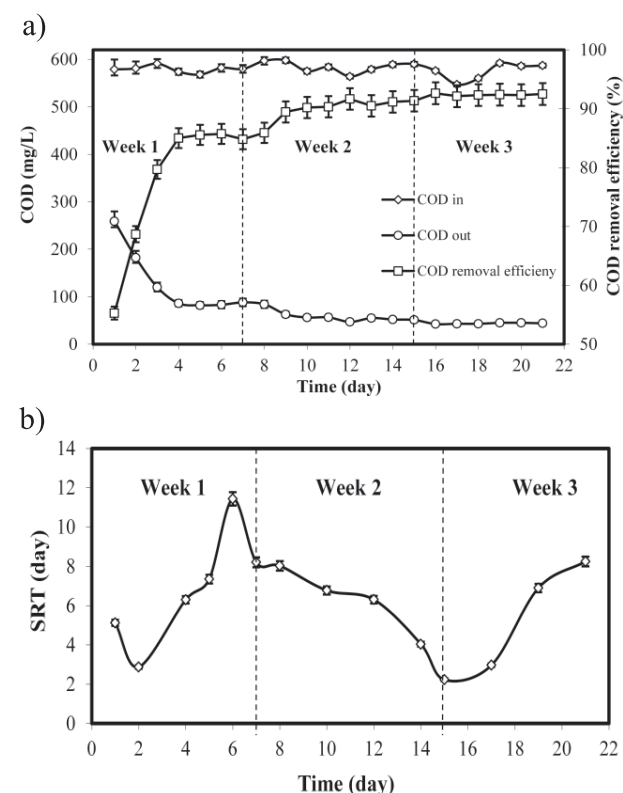 a)
600
500
400
300
200
100
0
COD (mg/L)
100
90
80
70
60
50
COD removal efficiency (%)
Week 1
Week 2
Week 3
COD in
COD out
COD removal efficieny
0 2 4 6 8 10 12 14 16 18 20 22
Time (day)
b)
14
12
10
8
6
4
2
0
SRT (day)
Week 1
Week 2
Week 3
0 2 4 6 8 10 12 14 16 18 20 22
Time (day)